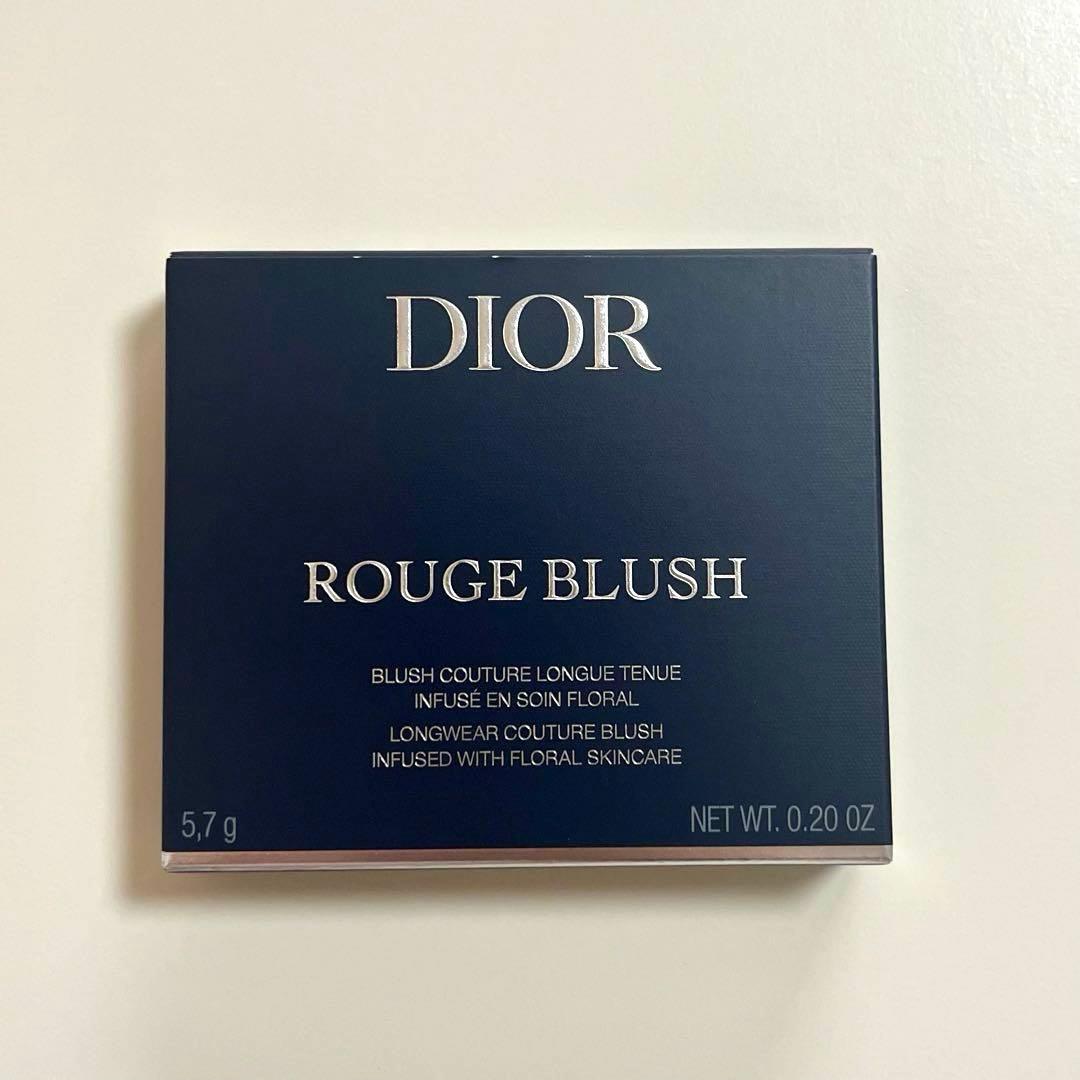 DIOR
ROUGE BLUSH
BLUSH COUTURE LONGUE TENUE
INFUSÉ EN SOIN FLORAL
LONGWEAR COUTURE BLUSH
INFUSED WITH FLORAL SKINCARE
5,7 g
NET WT. 0.20 OZ